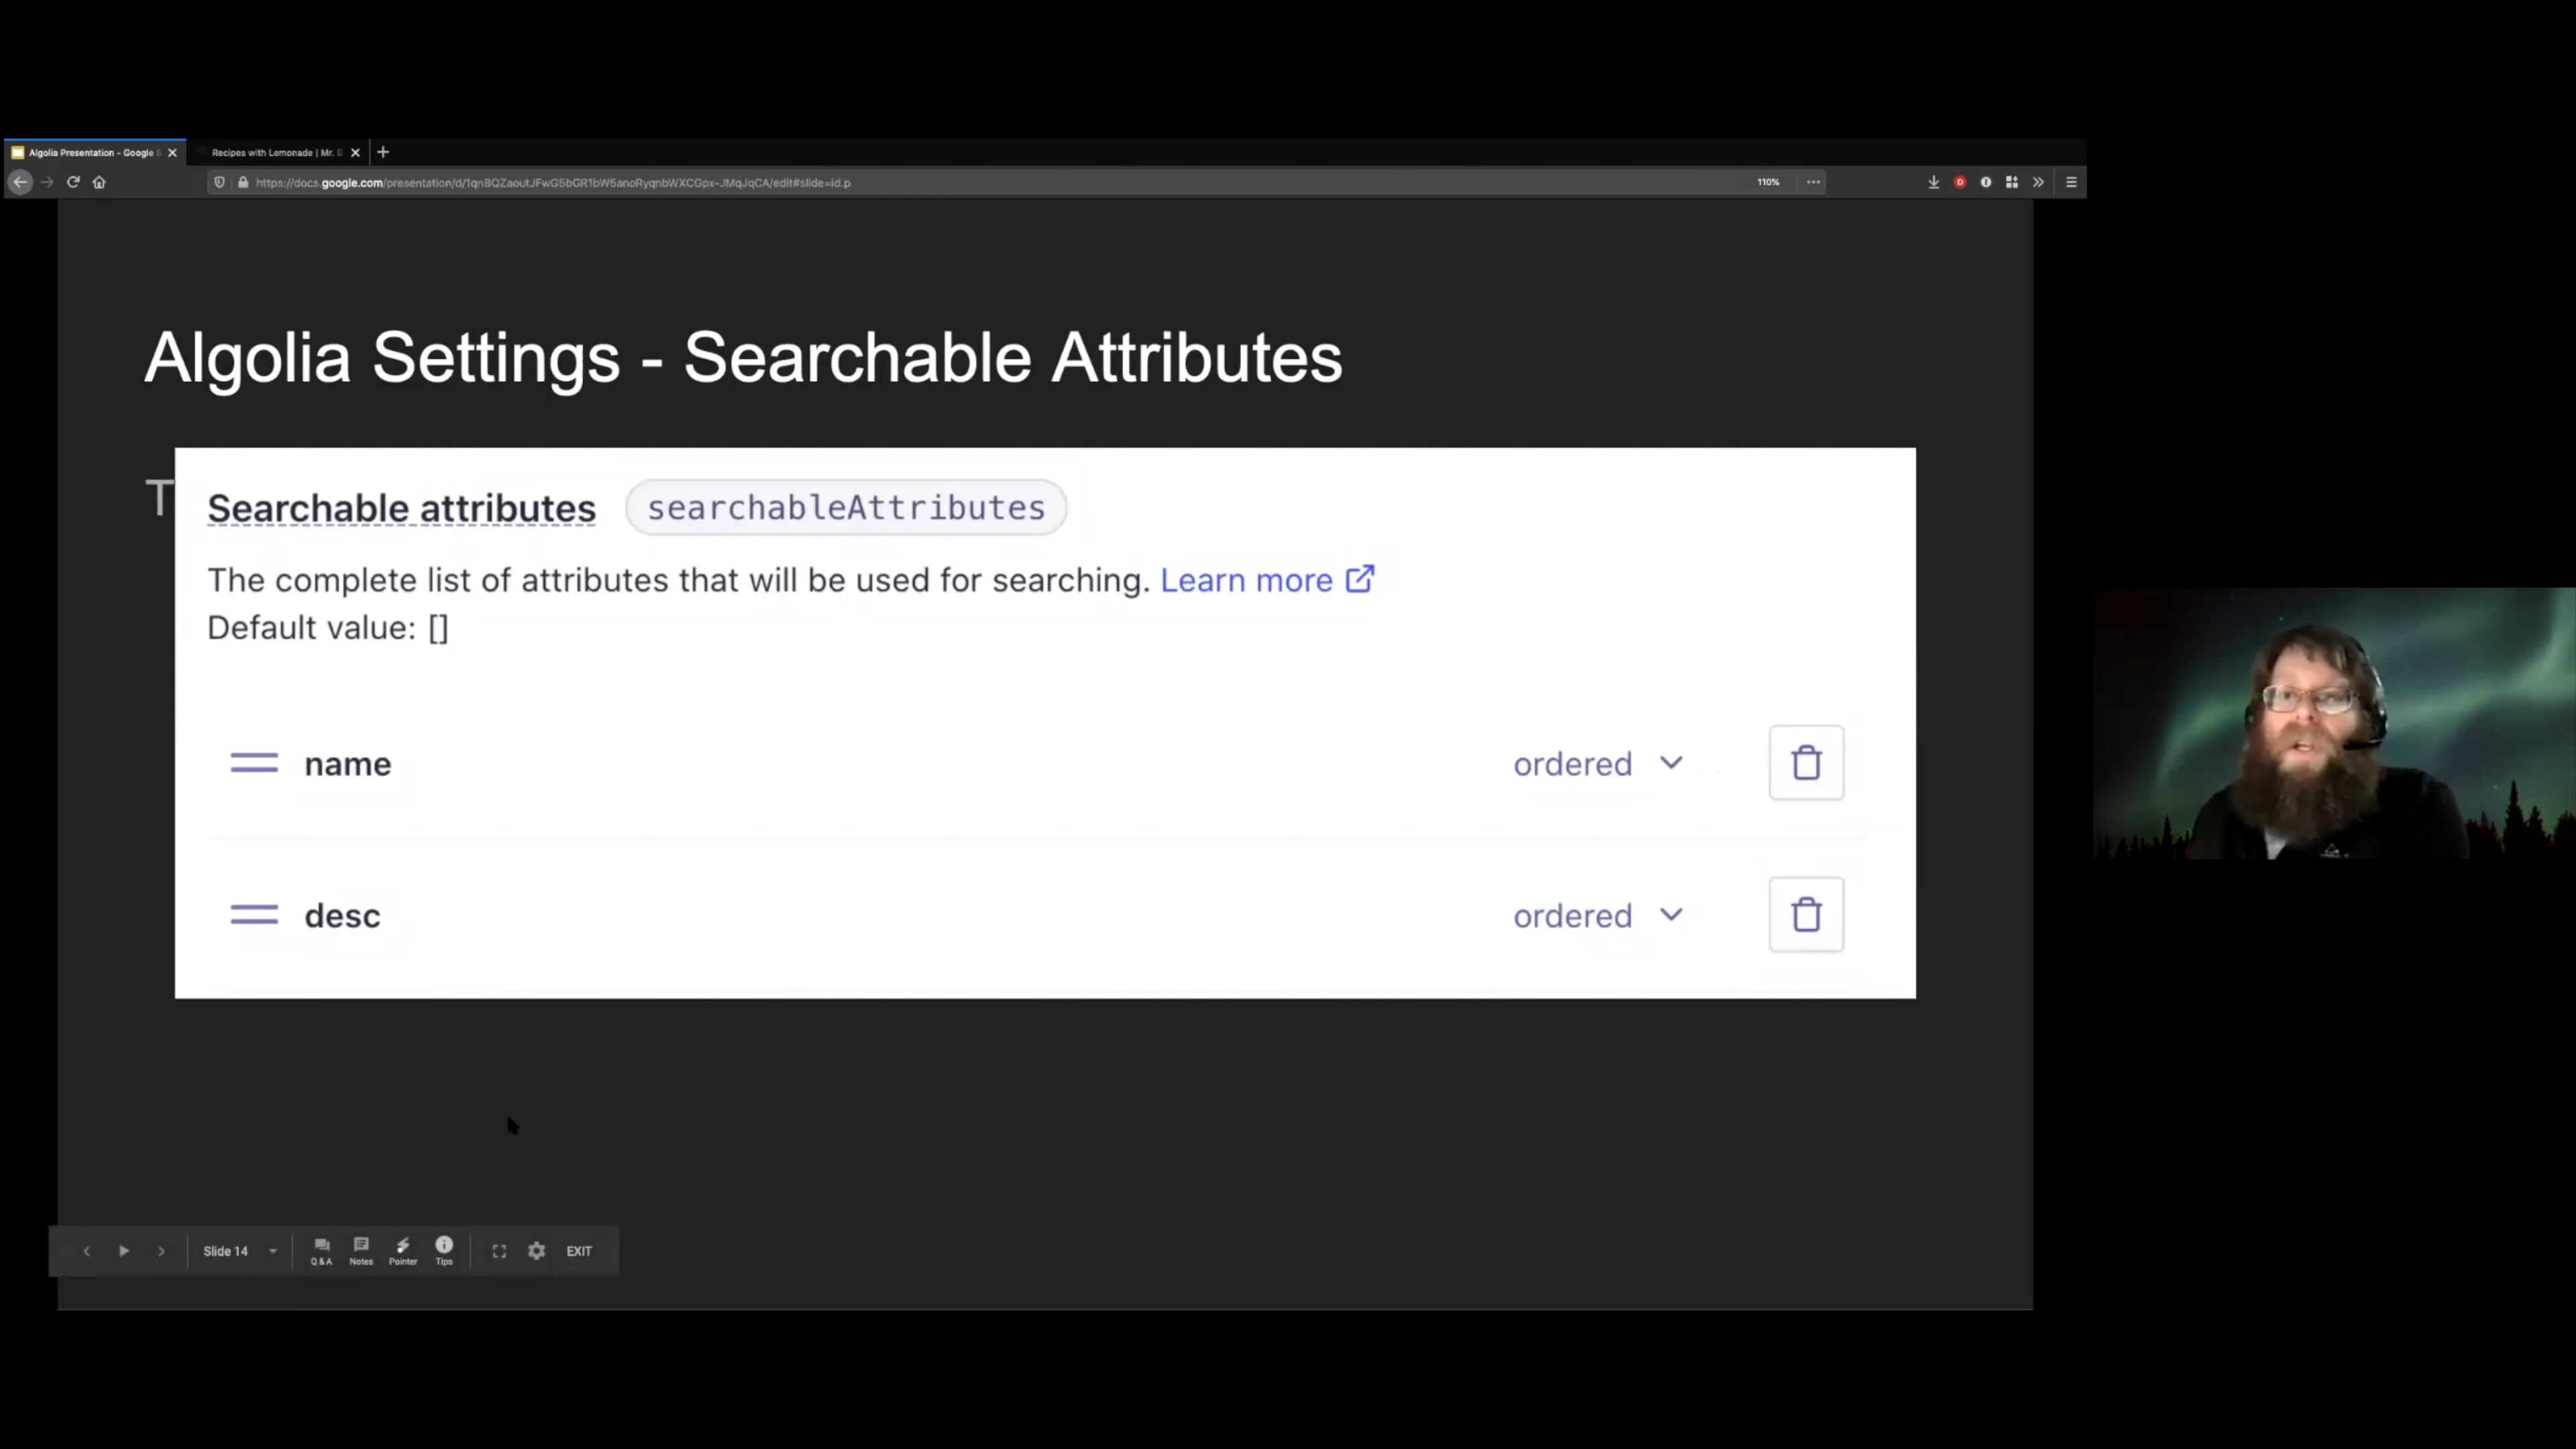 Algolia Presentation - Google S
Recipes with Lemonade | Mr. B
110%
Algolia Settings - Searchable Attributes
T
Searchable attributes searchableAttributes
The complete list of attributes that will be used for searching. Learn more
Default value: []
name ordered
desc ordered
Slide 14 Q&A Notes Pointer Tips EXIT